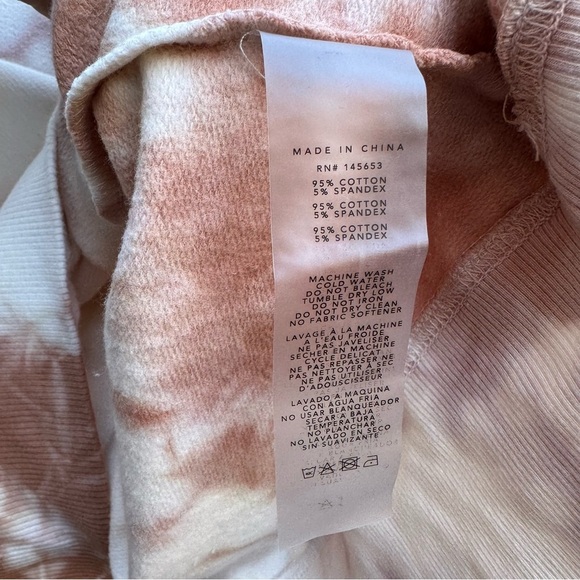 MADE IN CHINA
RN# 145653
95% COTTON
5% SPANDEX
95% COTTON
5% SPANDEX
95% COTTON
5% SPANDEX
MACHINE WASH
COLD WATER
DO NOT BLEACH
TUMBLE DRY LOW
DO NOT IRON
DO NOT DRY CLEAN
NO FABRIC SOFTENER
LAVAGE À LA MACHINE
A L'EAU FROIDE
NE PAS JAVELISER
SECHER EN MACHINE
CYCLE DELICAT
NE PAS REPASSER
NE PAS NETTOYER À SEC
NE PAS UTILISER
D'ADOUSCISSEUR
LAVADO A MAQUINA
CON AGUA FRIA
NO USAR BLANQUEADOR
SECAR A BAJA
TEMPERATURA
NO PLANCHAR
NO LAVADO EN SECO
SIN SUAVIZANTE